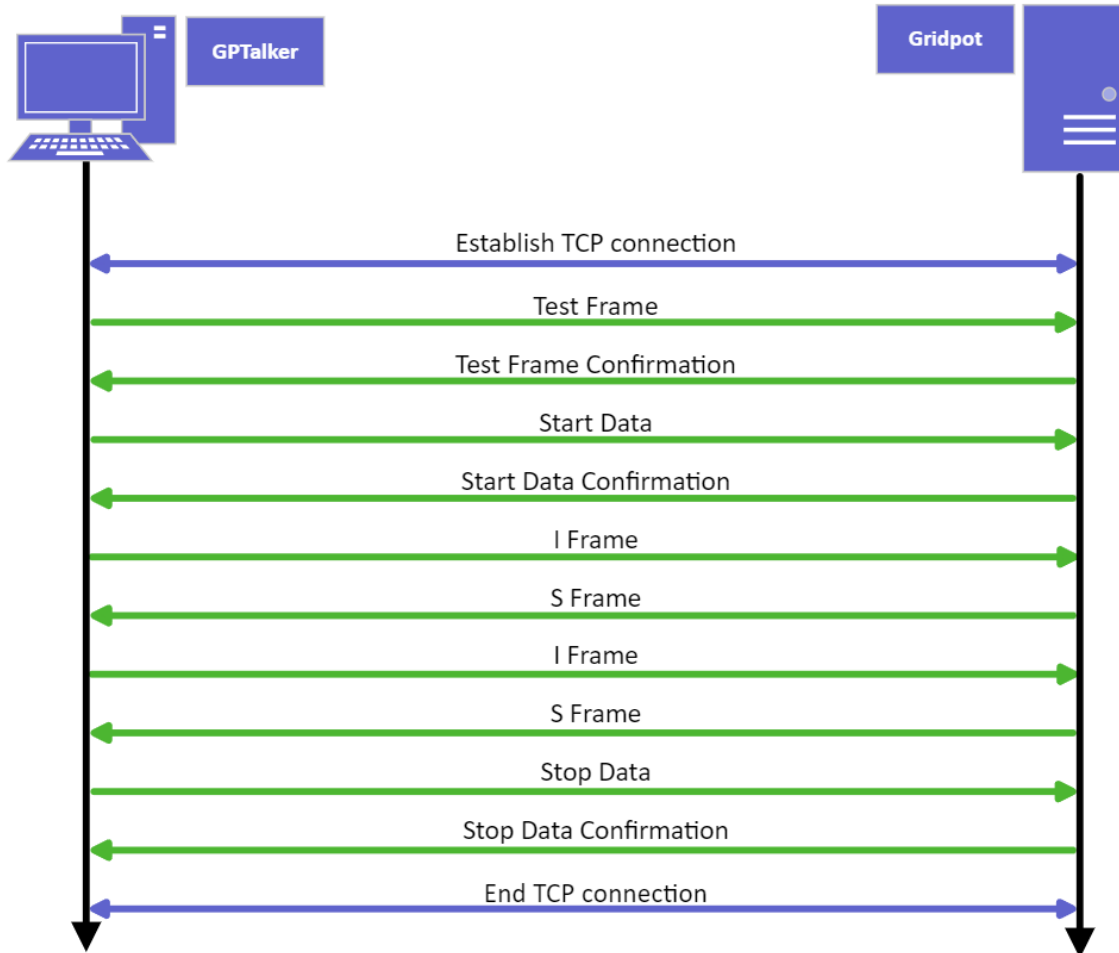 GPTalker
Gridpot
Establish TCP connection
Test Frame
Test Frame Confirmation
Start Data
Start Data Confirmation
I Frame
S Frame
I Frame
S Frame
Stop Data
Stop Data Confirmation
End TCP connection